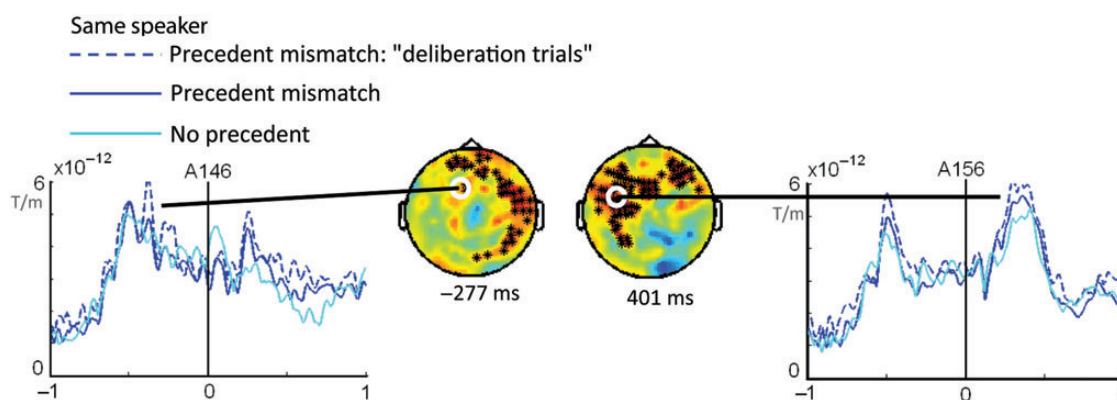 Same speaker
Precedent mismatch: "deliberation trials"
Precedent mismatch
No precedent
x10⁻¹² A146
6
T/m
0
−1 0 1
−277 ms
401 ms
x10⁻¹² A156
6
T/m
0
−1 0 1